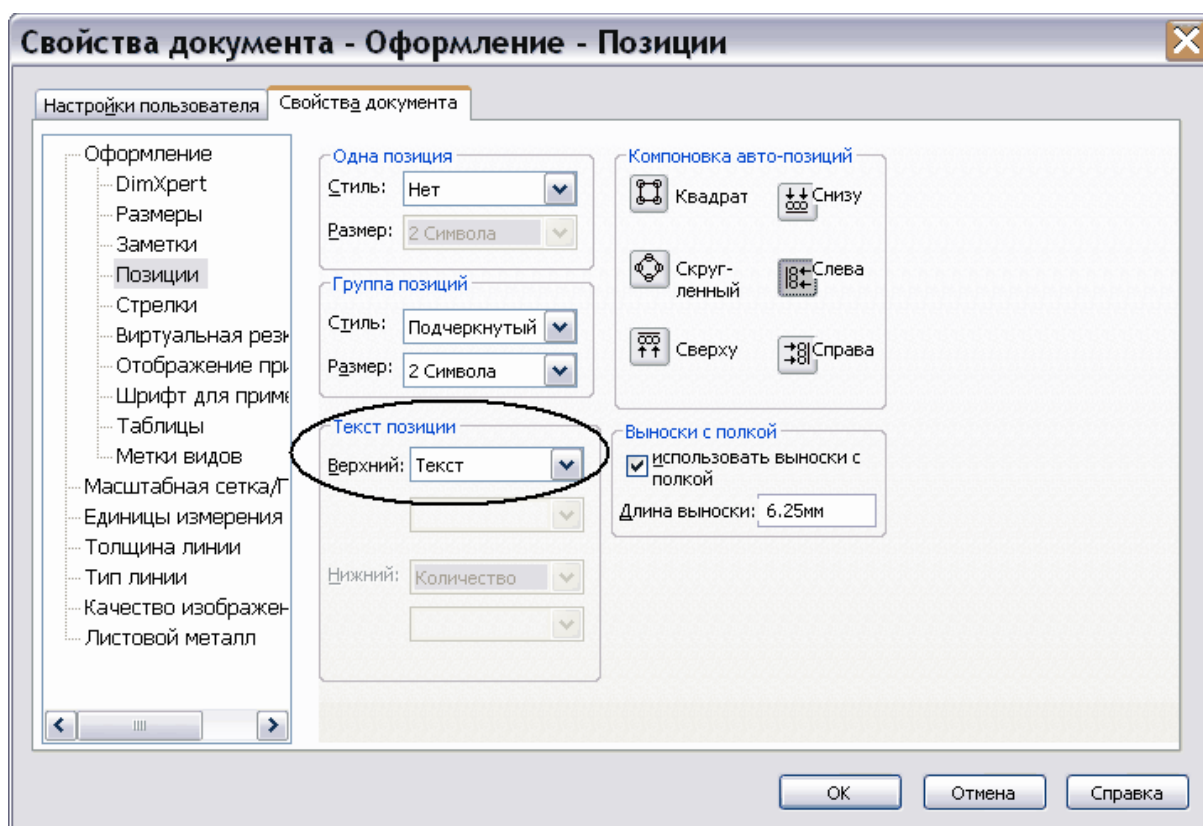 Свойства документа - Оформление - Позиции
Настройки пользователя
Свойства документа
Оформление
DimXpert
Размеры
Заметки
Позиции
Стрелки
Виртуальная резк
Отображение при
Шрифт для приме
Таблицы
Метки видов
Масштабная сетка/Г
Единицы измерения
Толщина линии
Тип линии
Качество изображен
Листовой металл
Одна позиция
Стиль: Нет
Размер: 2 Символа
Группа позиций
Стиль: Подчеркнутый
Размер: 2 Символа
Текст позиции
Верхний: Текст
Нижний: Количество
Компоновка авто-позиций
Квадрат
Снизу
Скруг-
ленный
Слева
Сверху
Справа
Выноски с полкой
использовать выноски с
полкой
Длина выноски: 6.25мм
ОК
Отмена
Справка